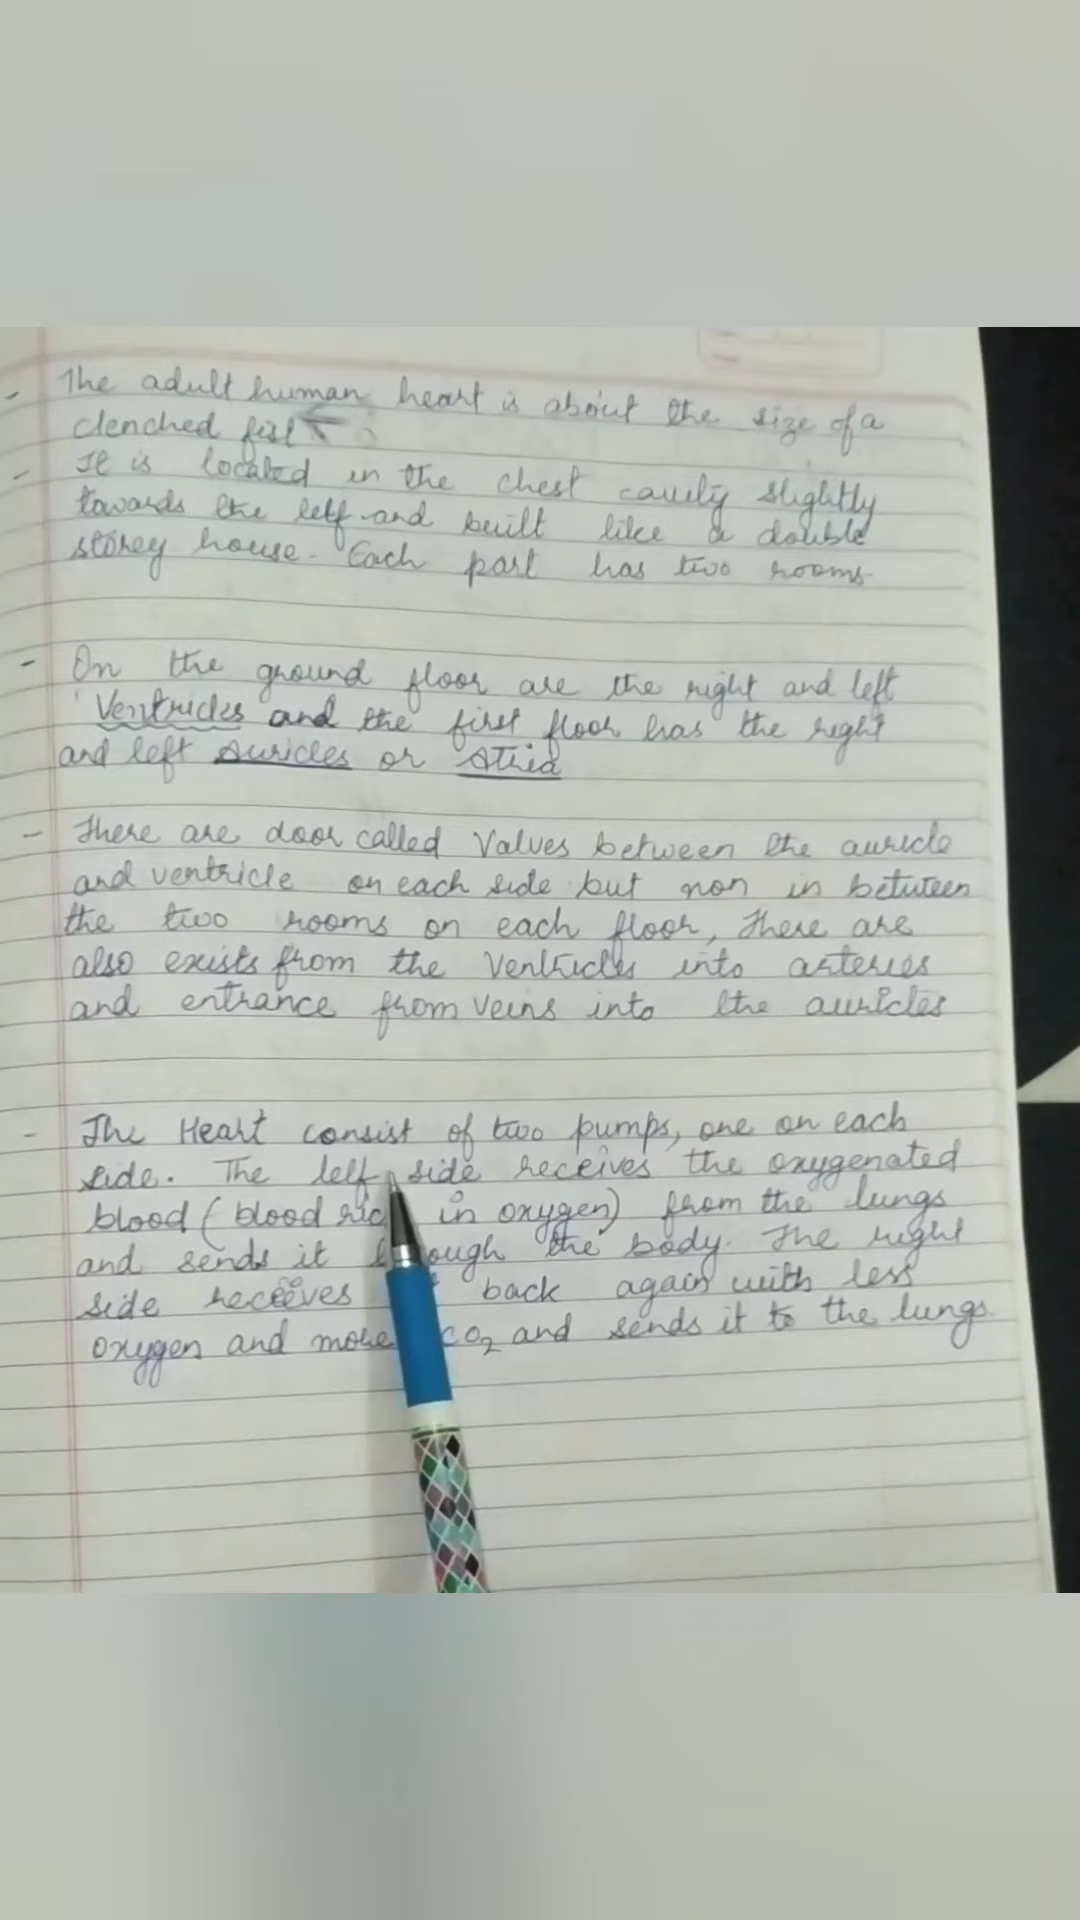 - The adult human heart is about the size of a
clenched fist
- It is located in the chest cavity slightly
towards the left and built like a double
storey house. Each part has two rooms
- On the ground floor are the right and left
Ventricles and the first floor has the right
and left Auricles or Atria
- There are door called Valves between the auricle
and ventricle on each side but non in between
the two rooms on each floor, There are
also exists from the Ventricles into arteries
and entrance from veins into the auricles
- The Heart consist of two pumps, one on each
side. The left side receives the oxygenated
blood (blood ric in oxygen) from the lungs
and sends it ough the body. The right
side receives back again with less
oxygen and more CO2 and sends it to the lungs.